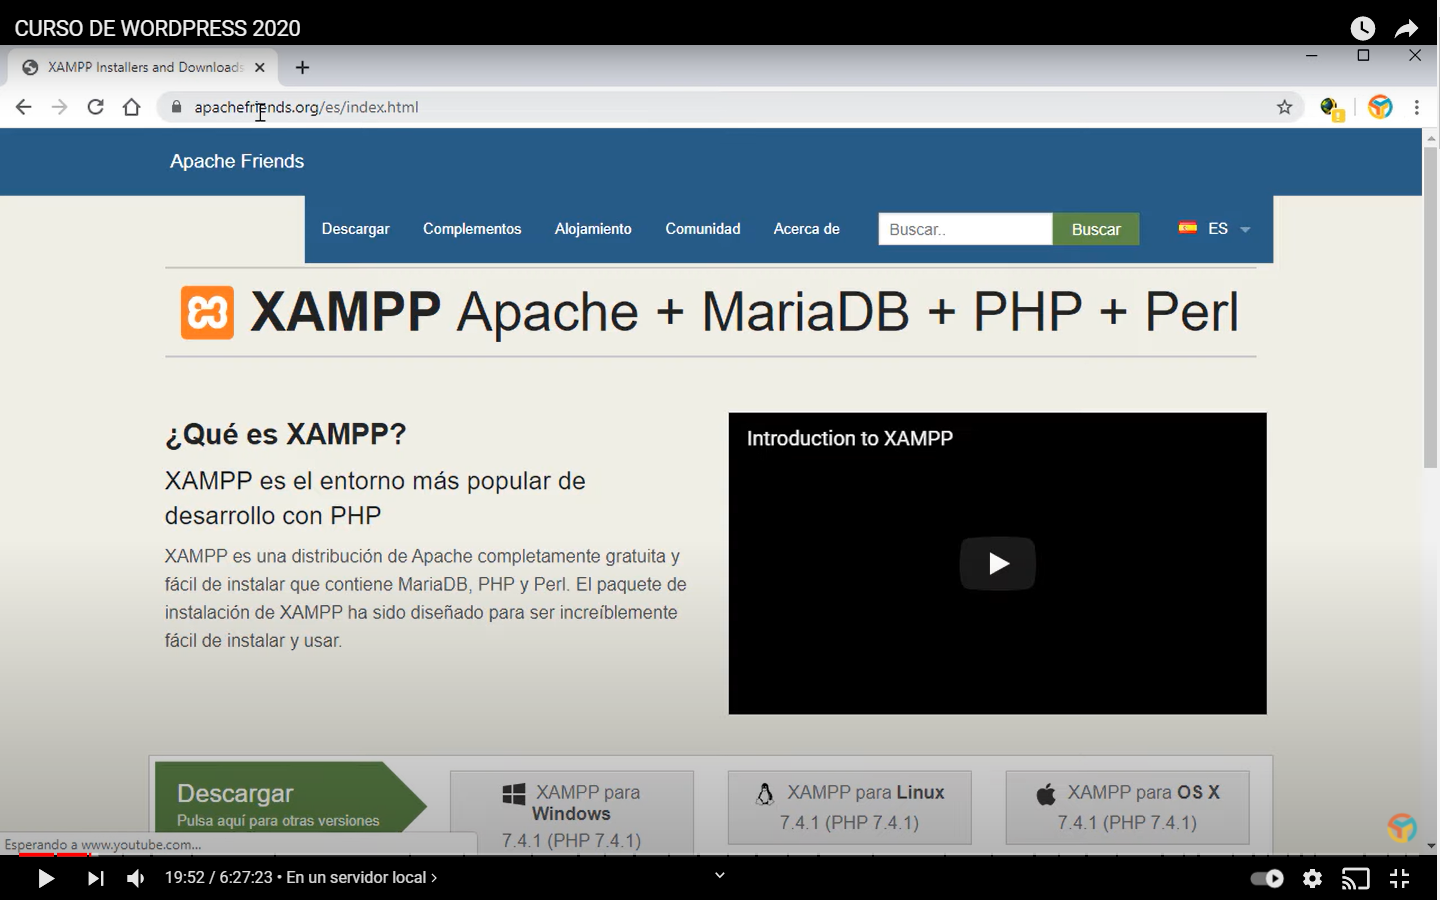 CURSO DE WORDPRESS 2020
XAMPP Installers and Downloads
apachefriends.org/es/index.html
Apache Friends
Descargar Complementos Alojamiento Comunidad Acerca de Buscar.. Buscar ES
XAMPP Apache + MariaDB + PHP + Perl
¿Qué es XAMPP?
XAMPP es el entorno más popular de
desarrollo con PHP
XAMPP es una distribución de Apache completamente gratuita y
fácil de instalar que contiene MariaDB, PHP y Perl. El paquete de
instalación de XAMPP ha sido diseñado para ser increíblemente
fácil de instalar y usar.
Introduction to XAMPP
Descargar
Pulsa aquí para otras versiones
XAMPP para
Windows
7.4.1 (PHP 7.4.1)
XAMPP para Linux
7.4.1 (PHP 7.4.1)
XAMPP para OS X
7.4.1 (PHP 7.4.1)
Esperando a www.youtube.com...
19:52 / 6:27:23 • En un servidor local >